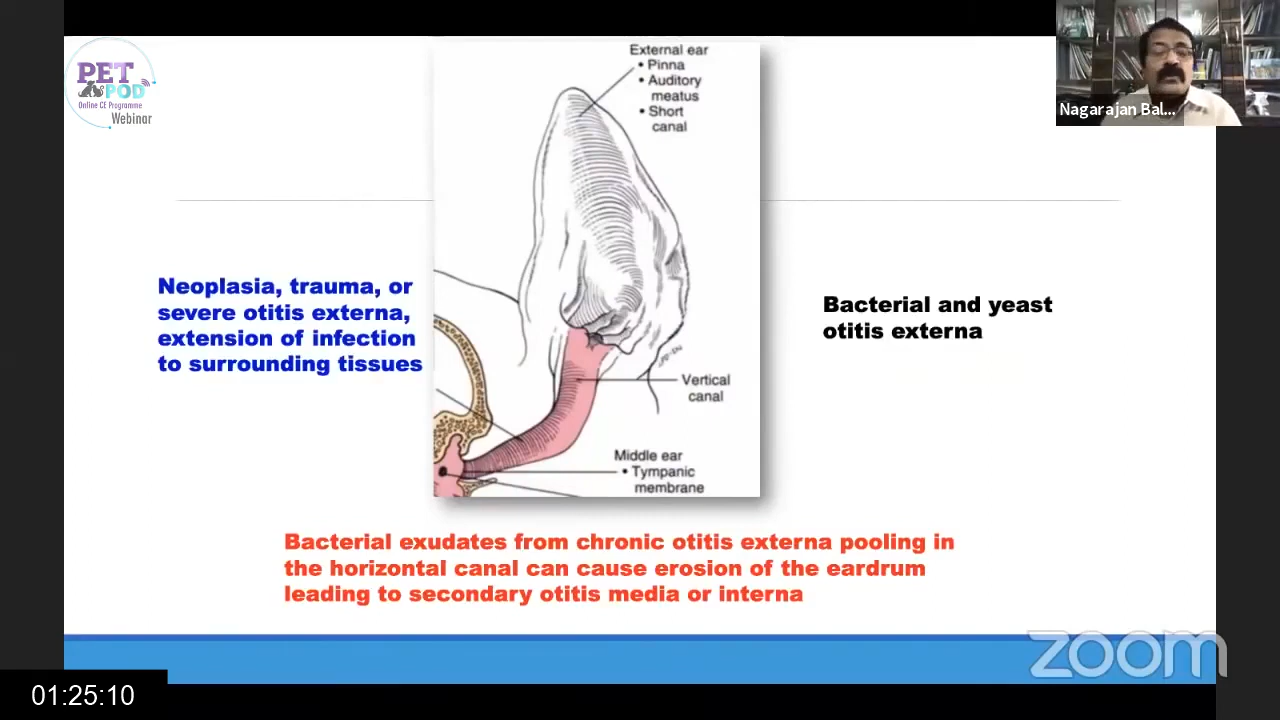 PET
POD
Online CE Programme
Webinar
External ear
• Pinna
• Auditory
meatus
• Short
canal
Nagarajan Bal...
Neoplasia, trauma, or
severe otitis externa,
extension of infection
to surrounding tissues
Bacterial and yeast
otitis externa
Vertical
canal
Middle ear
• Tympanic
membrane
Bacterial exudates from chronic otitis externa pooling in
the horizontal canal can cause erosion of the eardrum
leading to secondary otitis media or interna
zoom
01:25:10